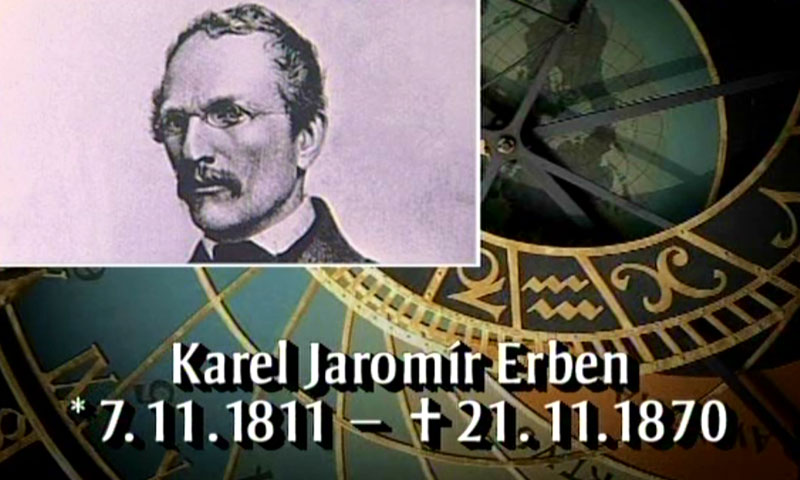 Karel Jaromír Erben
* 7. 11. 1811 – † 21. 11. 1870